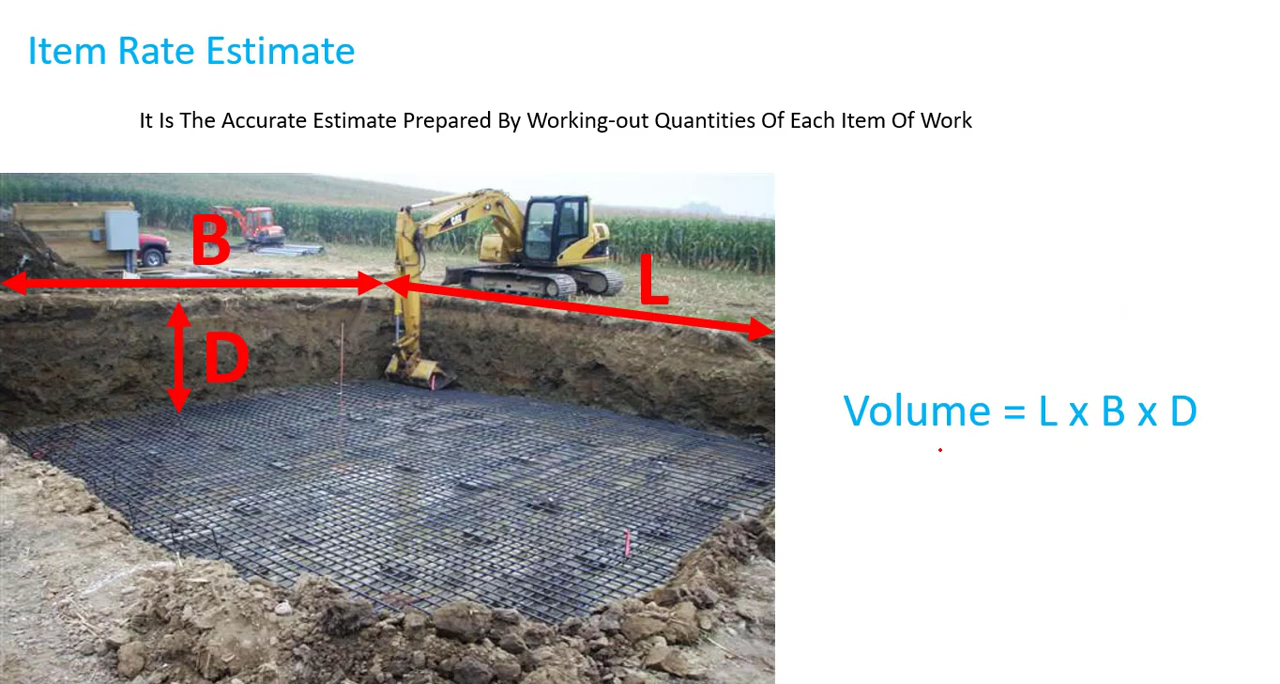 Item Rate Estimate
It Is The Accurate Estimate Prepared By Working-out Quantities Of Each Item Of Work
B
L
CAT
D
Volume = L x B x D